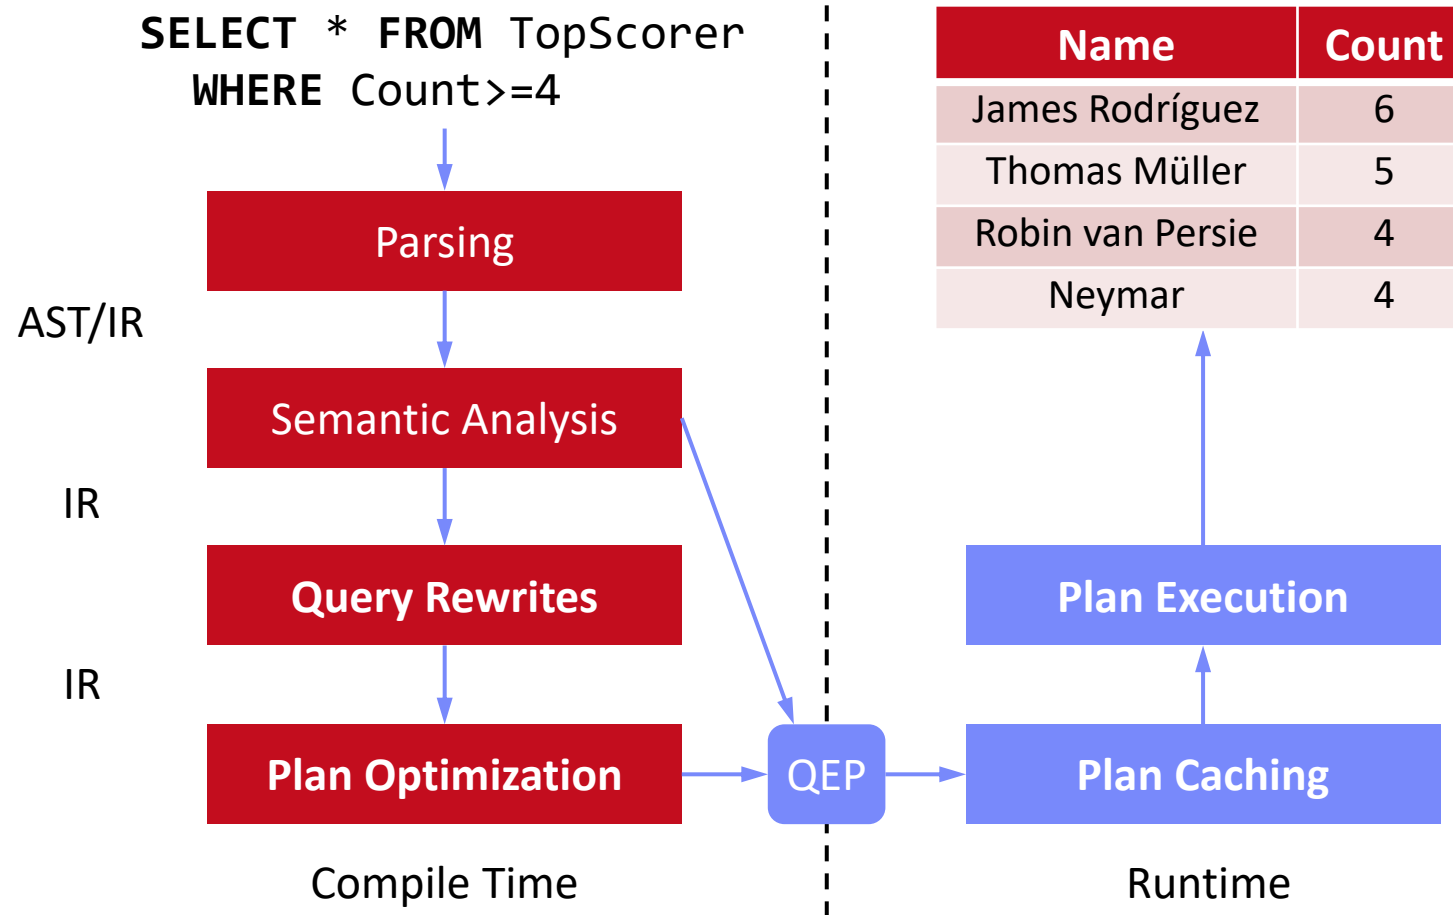 SELECT * FROM TopScorer
WHERE Count>=4
Parsing
AST/IR
Semantic Analysis
IR
Query Rewrites
IR
Plan Optimization
QEP
Compile Time
Name Count
James Rodríguez 6
Thomas Müller 5
Robin van Persie 4
Neymar 4
Plan Execution
Plan Caching
Runtime